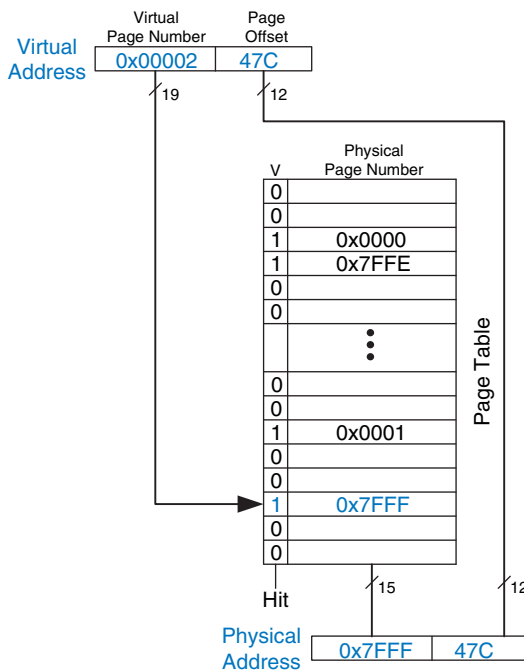 Virtual Page Number
Page Offset
Virtual Address
0x00002 47C
19 12
V
Physical Page Number
0
0
1 0x0000
1 0x7FFE
0
0
0
0
1 0x0001
0
0
1 0x7FFF
0
0
Page Table
15 12
Hit
Physical Address
0x7FFF 47C